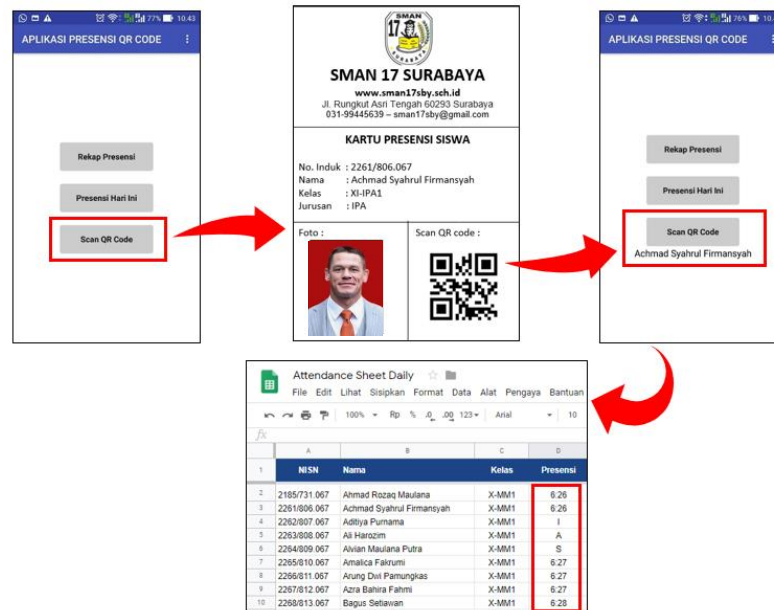 77% 10.43
APLIKASI PRESENSI QR CODE
Rekap Presensi
Presensi Hari Ini
Scan QR Code
SMAN
17
SURABAYA
SMAN 17 SURABAYA
www.sman17sby.sch.id
Jl. Rungkut Asri Tengah 60293 Surabaya
031-99445639 – sman17sby@gmail.com
KARTU PRESENSI SISWA
No. Induk : 2261/806.067
Nama : Achmad Syahrul Firmansyah
Kelas : XI-IPA1
Jurusan : IPA
Foto :
Scan QR code :
76%
APLIKASI PRESENSI QR CODE
Rekap Presensi
Presensi Hari Ini
Scan QR Code
Achmad Syahrul Firmansyah
Attendance Sheet Daily
File Edit Lihat Sisipkan Format Data Alat Pengaya Bantuan
100% Rp % .0 .00 123 Arial 10
fx
A B C D
1 NISN Nama Kelas Presensi
2 2185/731.067 Ahmad Rozaq Maulana X-MM1 6:26
3 2261/806.067 Achmad Syahrul Firmansyah X-MM1 6:26
4 2262/807.067 Aditiya Purnama X-MM1 I
5 2263/808.067 Ali Harozim X-MM1 A
6 2264/809.067 Alvian Maulana Putra X-MM1 S
7 2265/810.067 Amalica Fakrumi X-MM1 6:27
8 2266/811.067 Arung Dwi Pamungkas X-MM1 6:27
9 2267/812.067 Azra Bahira Fahmi X-MM1 6:27
10 2268/813.067 Bagus Setiawan X-MM1 6:28